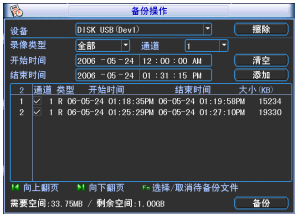 备份操作
设备 DISK USB(Dev1) 擦除
录像类型 全部 通道 1
开始时间 2006 -05-24 12:00:00 AM 清空
结束时间 2006 -05-24 01:31:15 PM 添加
2 通道 类型 开始时间 结束时间 大小(KB)
1 1 R 06-05-24 01:18:35PM 06-05-24 01:19:58PM 15234
2 1 R 06-05-24 01:25:29PM 06-05-24 01:27:10PM 19330
向上翻页 向下翻页 Fn-选择/取消待备份文件
需要空间:33.75MB / 剩余空间:1.00GB 备份